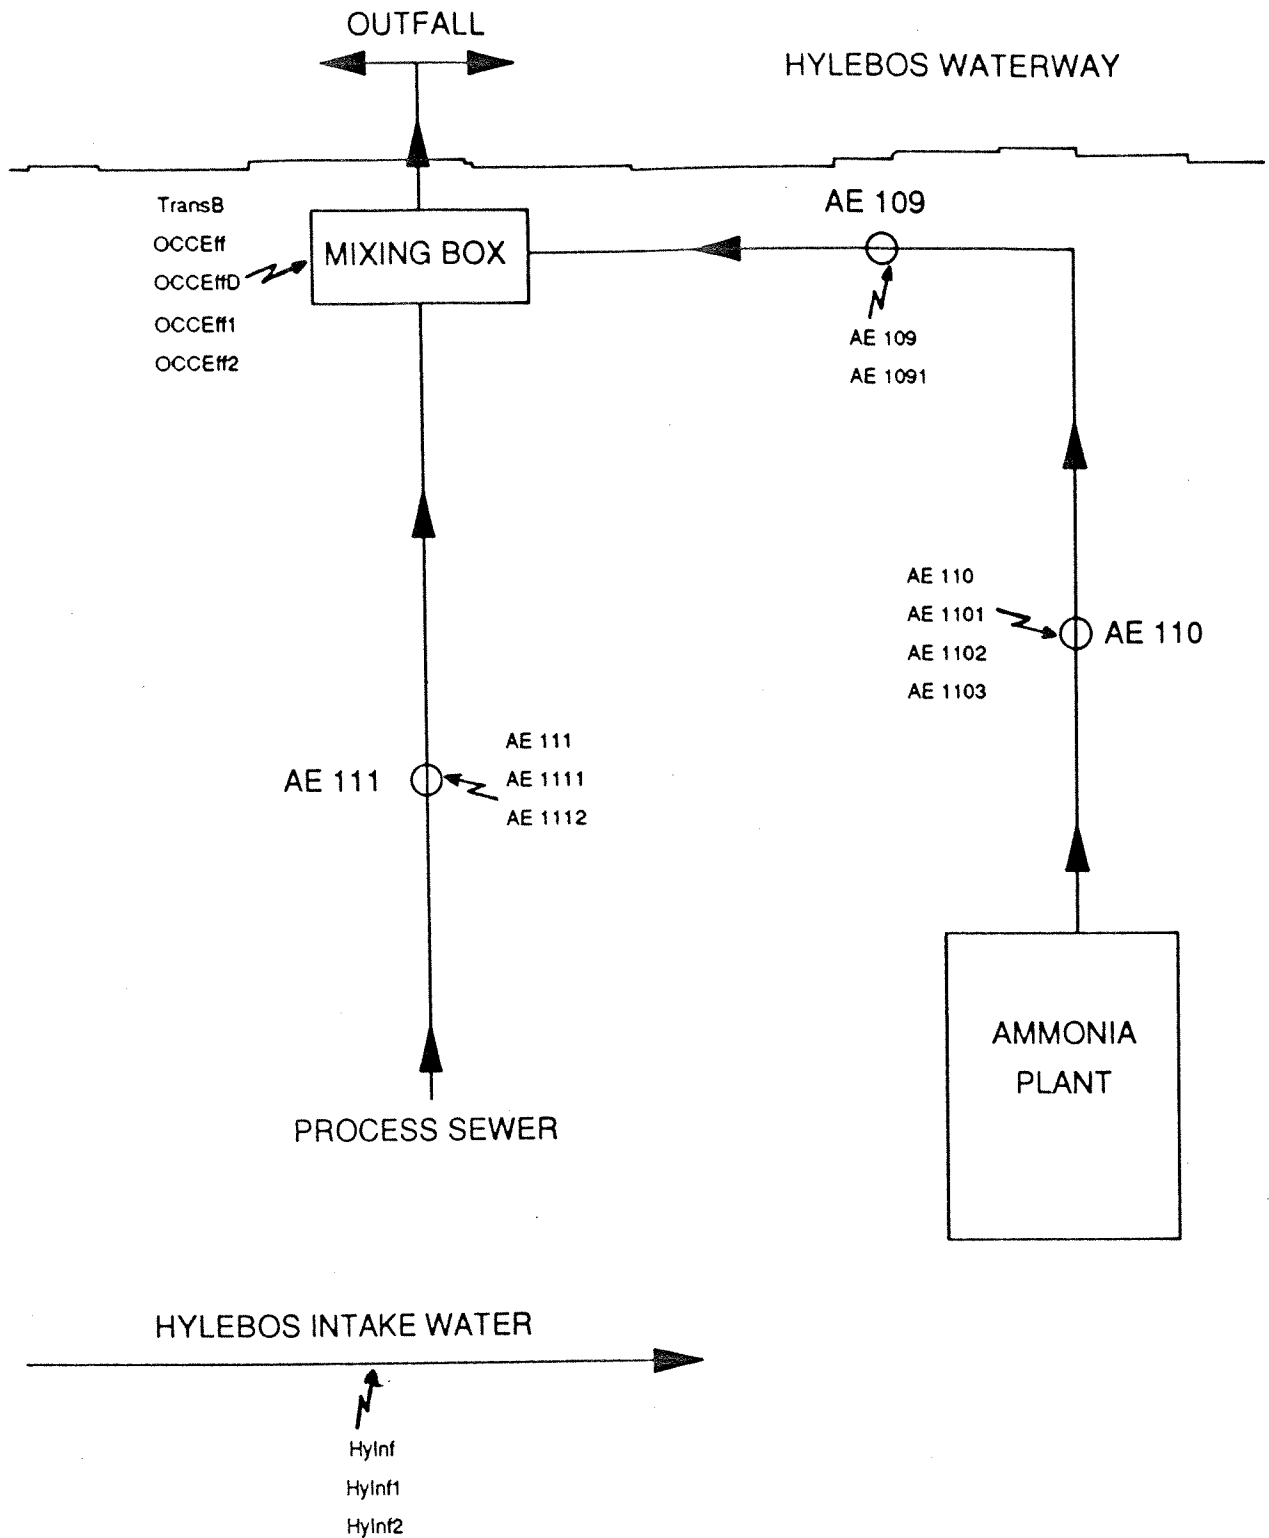 OUTFALL
HYLEBOS WATERWAY
TransB
OCCEff
OCCEffD
OCCEff1
OCCEff2
MIXING BOX
AE 109
AE 109
AE 1091
AE 110
AE 1101
AE 1102
AE 1103
AE 110
AE 111
AE 111
AE 1111
AE 1112
PROCESS SEWER
AMMONIA
PLANT
HYLEBOS INTAKE WATER
HyInf
HyInf1
HyInf2